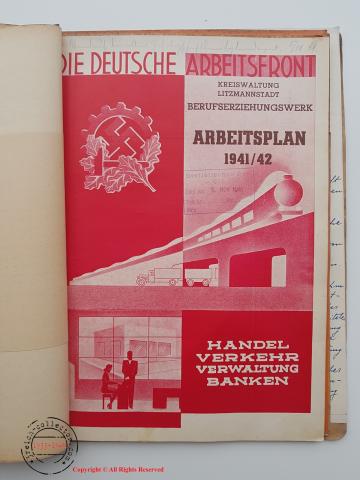 DIE DEUTSCHE ARBEITSFRONT
KREISWALTUNG
LITZMANNSTADT
BERUFSERZIEHUNGSWERK
ARBEITSPLAN
1941/42
HANDEL
VERKEHR
VERWALTUNG
BANKEN
Copyright © All Rights Reserved